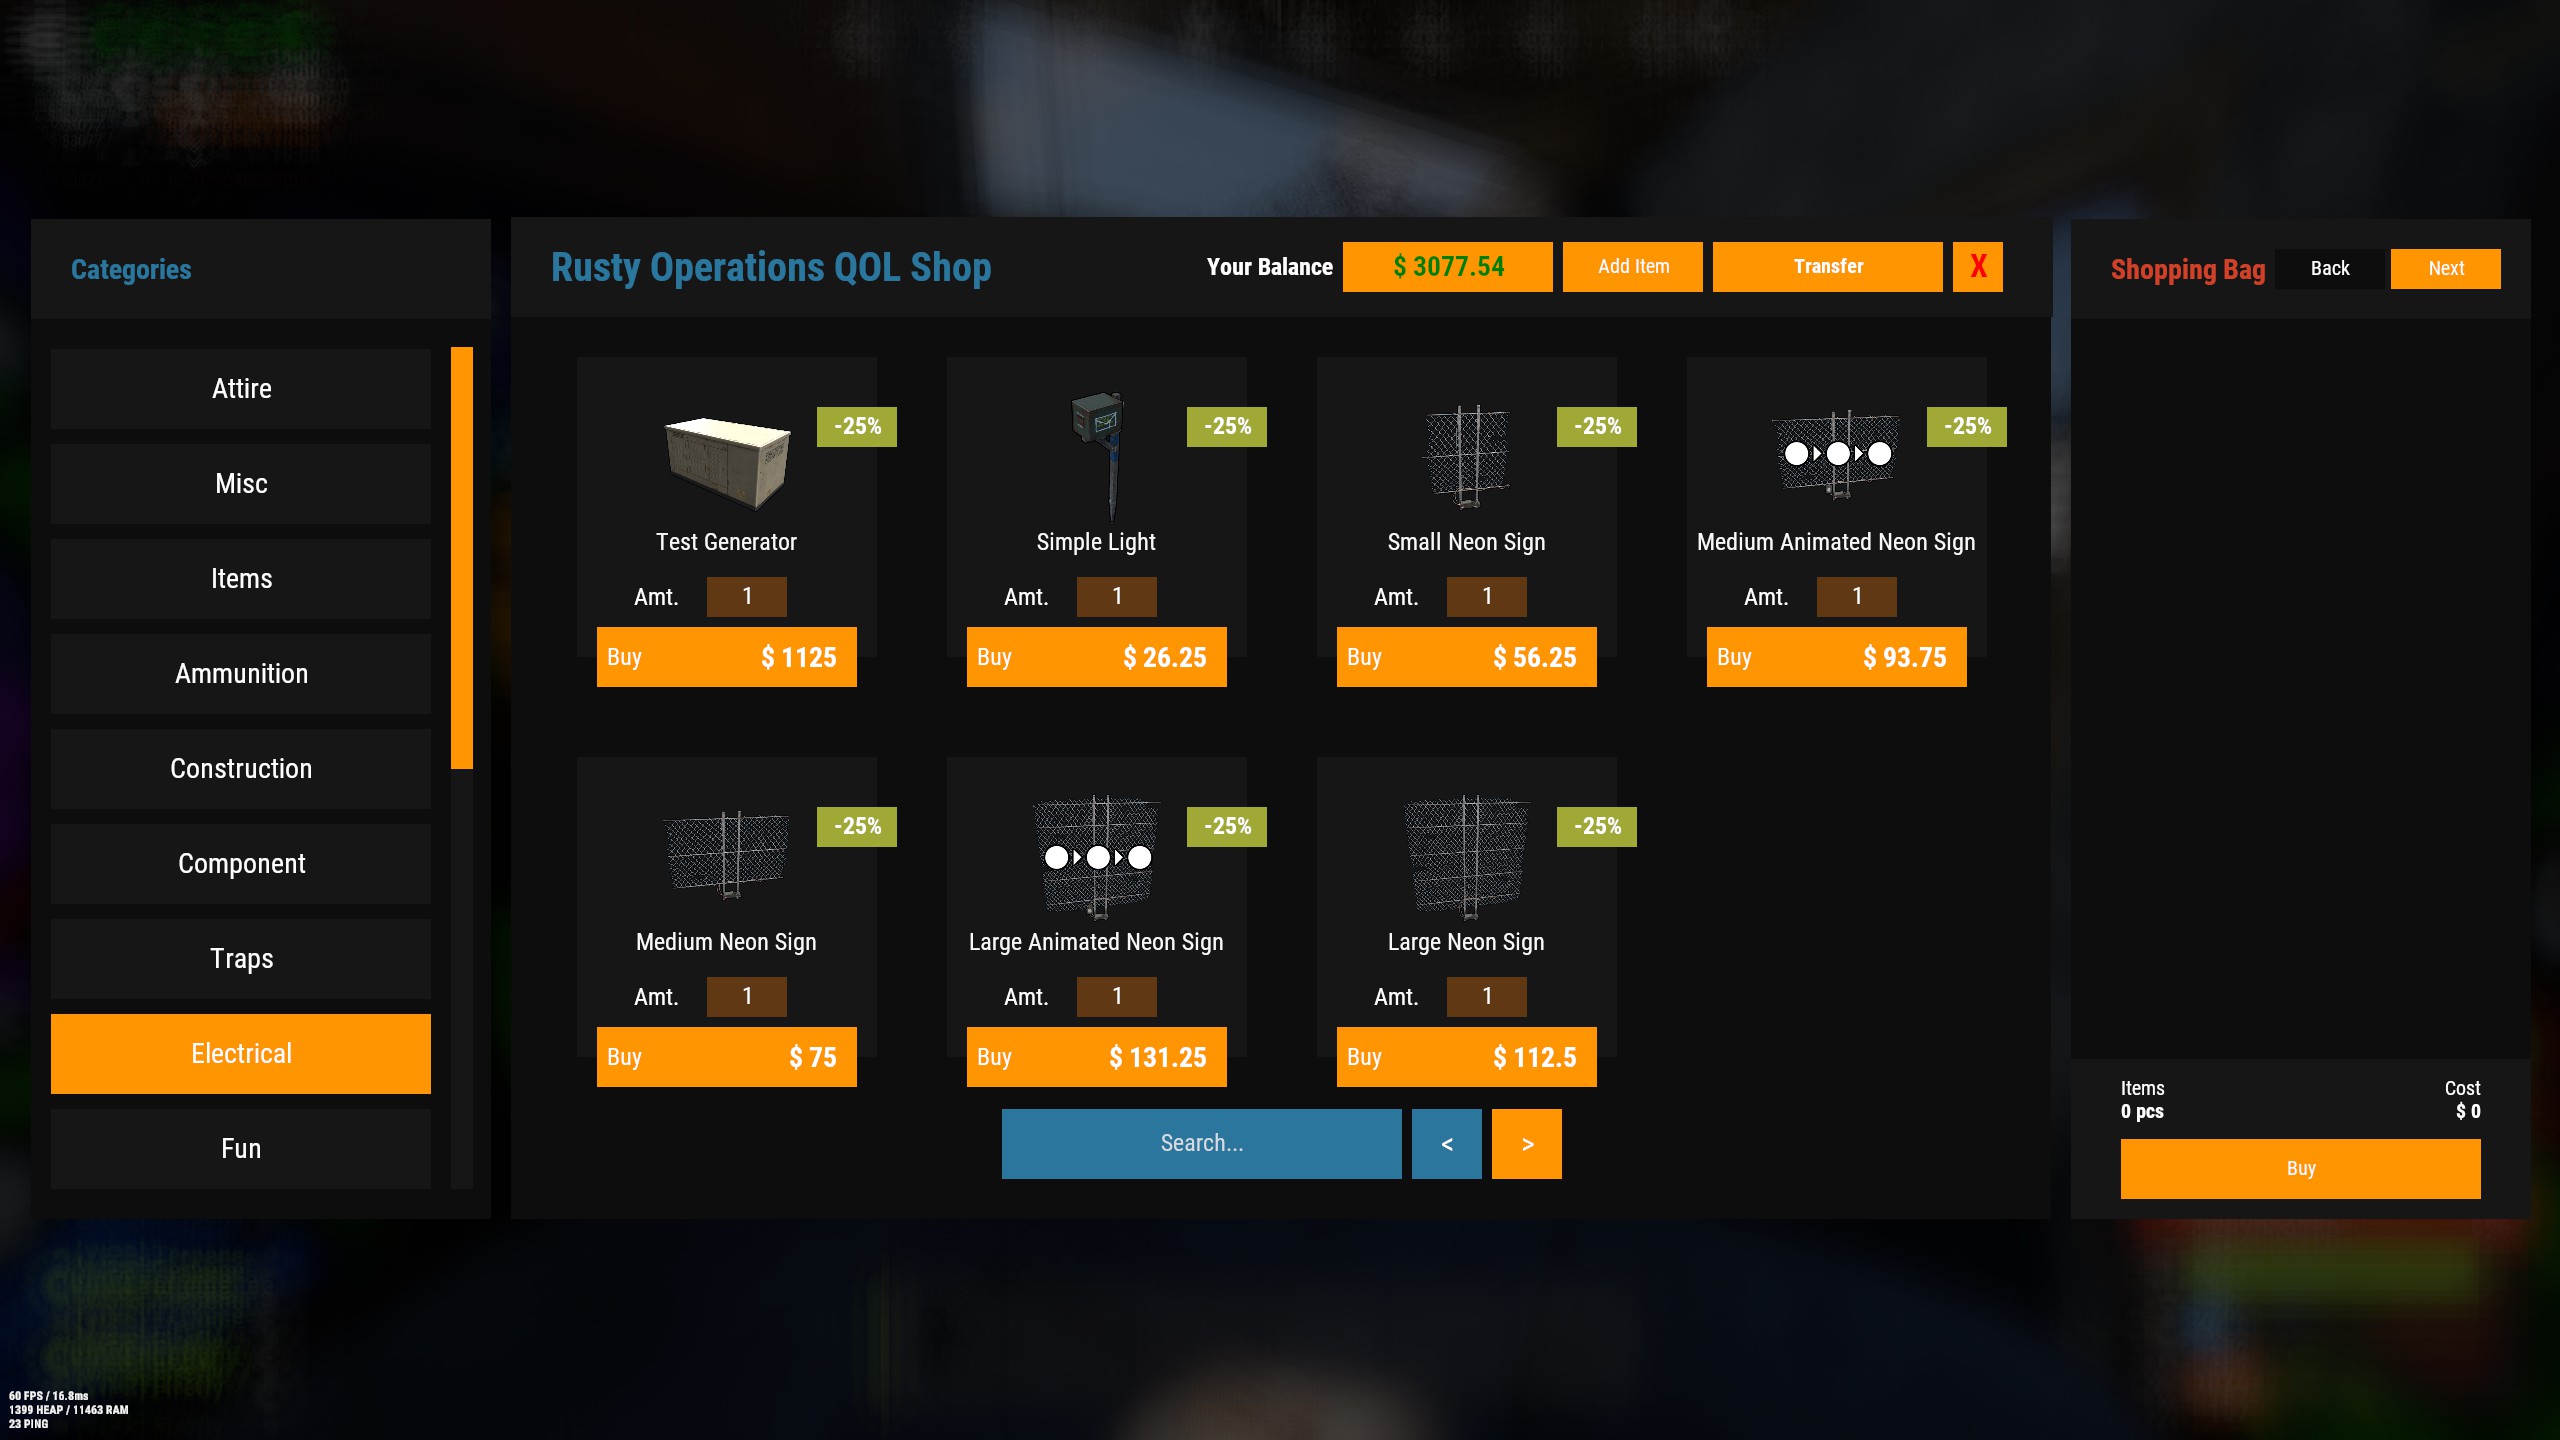 Categories
Attire
Misc
Items
Ammunition
Construction
Component
Traps
Electrical
Fun
Rusty Operations QOL Shop
Your Balance $ 3077.54 Add Item Transfer X
-25% -25% -25% -25%
Test Generator Simple Light Small Neon Sign Medium Animated Neon Sign
Amt. 1 Amt. 1 Amt. 1 Amt. 1
Buy $ 1125 Buy $ 26.25 Buy $ 56.25 Buy $ 93.75
-25% -25% -25%
Medium Neon Sign Large Animated Neon Sign Large Neon Sign
Amt. 1 Amt. 1 Amt. 1
Buy $ 75 Buy $ 131.25 Buy $ 112.5
Search... < >
Shopping Bag Back Next
Items Cost
0 pcs $ 0
Buy
60 FPS / 16.8ms
1399 HEAP / 11463 RAM
23 PING